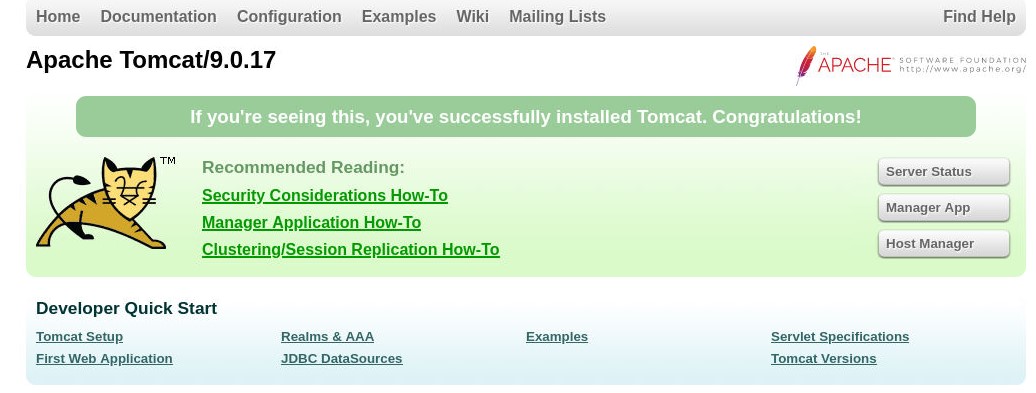 Home Documentation Configuration Examples Wiki Mailing Lists Find Help
Apache Tomcat/9.0.17
THE APACHE SOFTWARE FOUNDATION
http://www.apache.org/
If you're seeing this, you've successfully installed Tomcat. Congratulations!
TM
Recommended Reading:
Security Considerations How-To
Manager Application How-To
Clustering/Session Replication How-To
Server Status
Manager App
Host Manager
Developer Quick Start
Tomcat Setup
First Web Application
Realms & AAA
JDBC DataSources
Examples
Servlet Specifications
Tomcat Versions